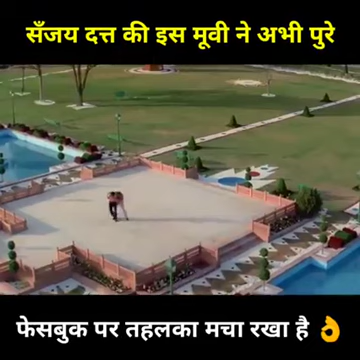 सँजय दत्त की इस मूवी ने अभी पुरे
फेसबुक पर तहलका मचा रखा है 👌